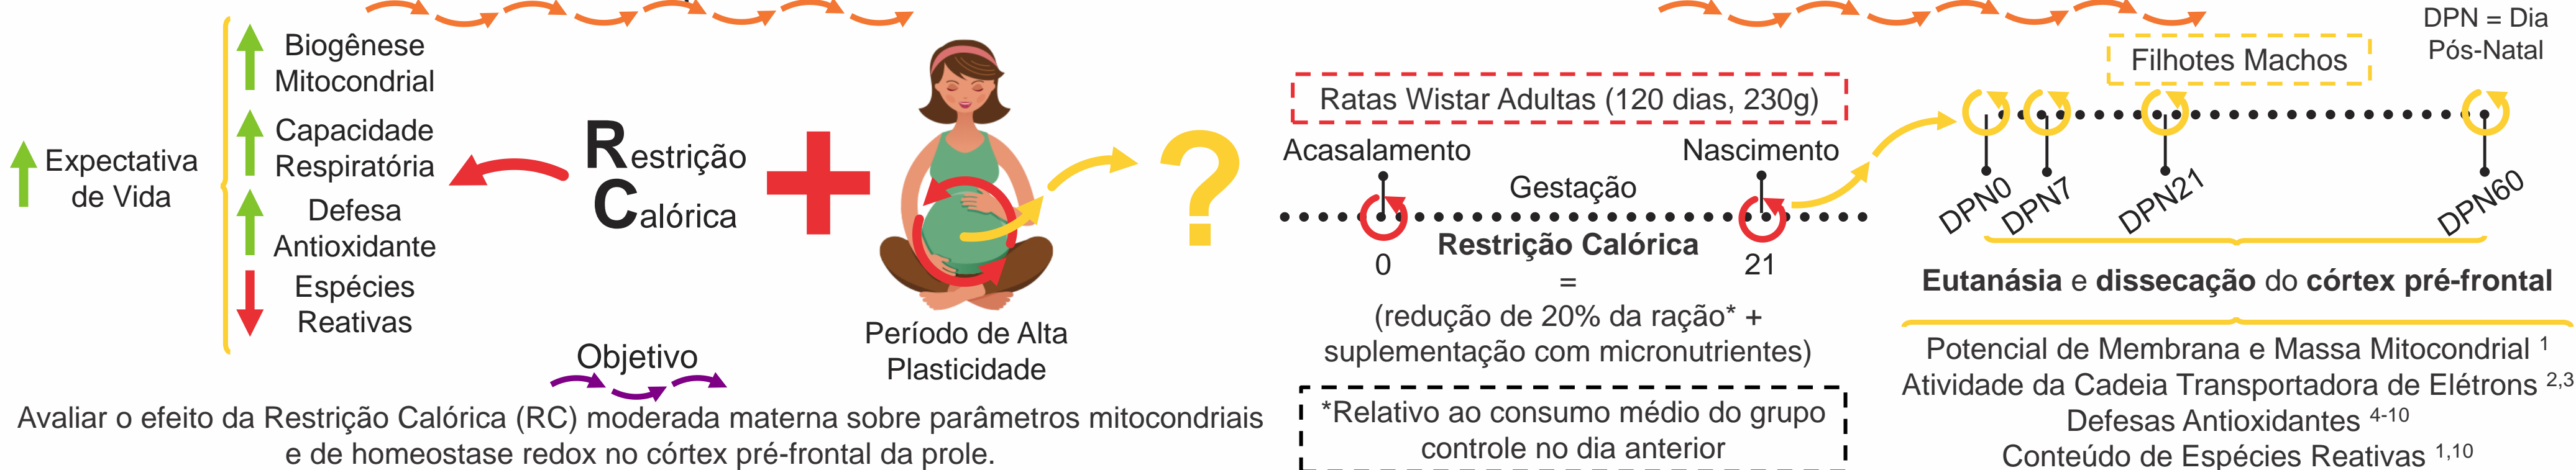 Expectativa
de Vida
Biogênese
Mitocondrial
Capacidade
Respiratória
Defesa
Antioxidante
Espécies
Reativas
Restrição
Calórica
?
Período de Alta
Plasticidade
Objetivo
Avaliar o efeito da Restrição Calórica (RC) moderada materna sobre parâmetros mitocondriais
e de homeostase redox no córtex pré-frontal da prole.
Ratas Wistar Adultas (120 dias, 230g)
Acasalamento
Nascimento
Gestação
Restrição Calórica
0
21
=
(redução de 20% da ração* +
suplementação com micronutrientes)
*Relativo ao consumo médio do grupo
controle no dia anterior
DPN = Dia
Pós-Natal
Filhotes Machos
DPN0
DPN7
DPN21
DPN60
Eutanásia e dissecação do córtex pré-frontal
Potencial de Membrana e Massa Mitocondrial 1
Atividade da Cadeia Transportadora de Elétrons 2,3
Defesas Antioxidantes 4-10
Conteúdo de Espécies Reativas 1,10